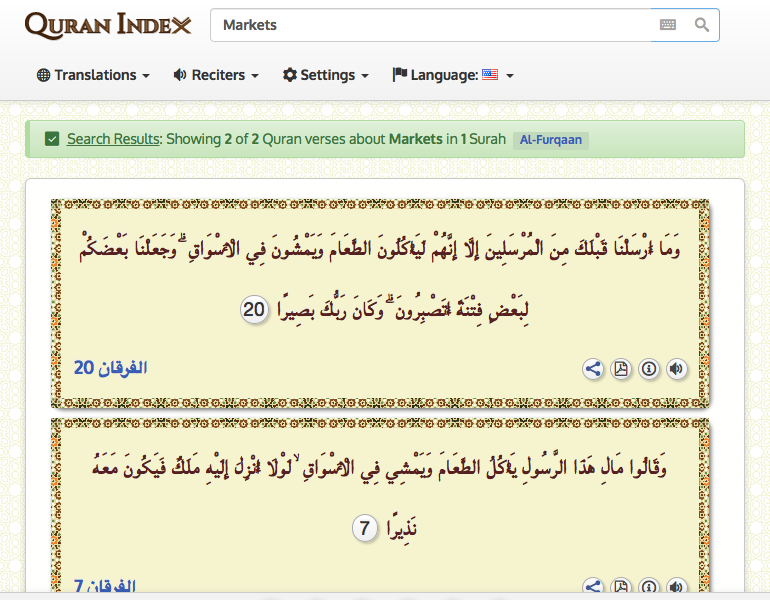 Quran Index
Markets
Translations Reciters Settings Language:
Search Results: Showing 2 of 2 Quran verses about Markets in 1 Surah Al-Furqaan
وَمَا أَرْسَلْنَا قَبْلَكَ مِنَ الْمُرْسَلِينَ إِلَّا إِنَّهُمْ لَيَأْكُلُونَ الطَّعَامَ وَيَمْشُونَ فِي الْأَسْوَاقِ ۗ وَجَعَلْنَا بَعْضَكُمْ
لِبَعْضٍ فِتْنَةً أَتَصْبِرُونَ ۗ وَكَانَ رَبُّكَ بَصِيرًا 20
الفرقان 20
وَقَالُوا مَالِ هَذَا الرَّسُولِ يَأْكُلُ الطَّعَامَ وَيَمْشِي فِي الْأَسْوَاقِ ۙ لَوْلَا أُنْزِلَ إِلَيْهِ مَلَكٌ فَيَكُونَ مَعَهُ
نَذِيرًا 7
الفرقان 7